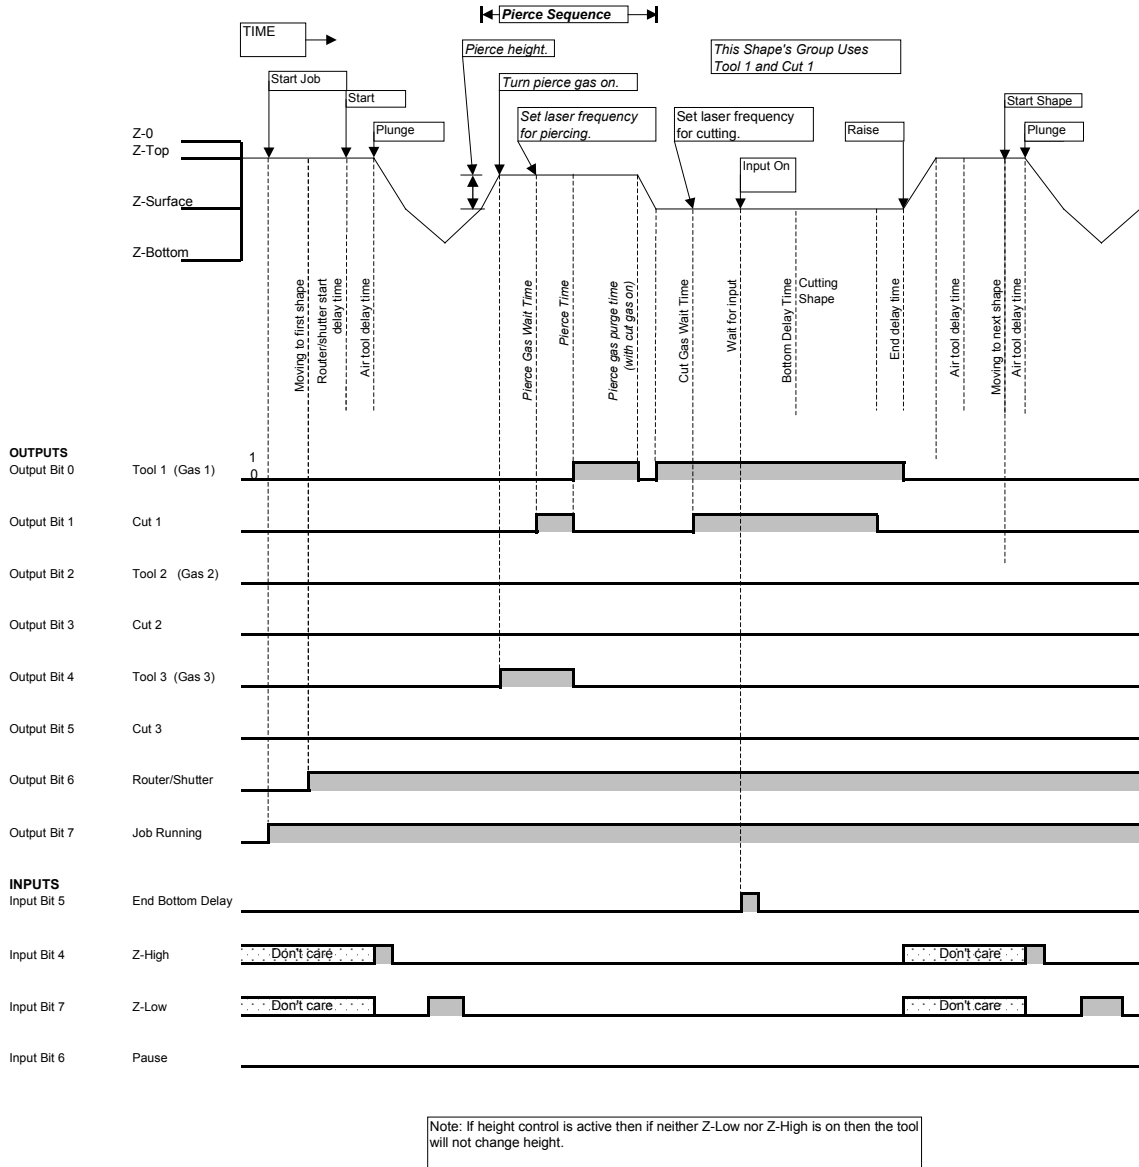 Pierce Sequence
TIME
Pierce height.
This Shape's Group Uses
Tool 1 and Cut 1
Start Job
Turn pierce gas on.
Start
Start Shape
Set laser frequency
for piercing.
Set laser frequency
for cutting.
Plunge
Raise
Plunge
Z-0
Z-Top
Input On
Z-Surface
Z-Bottom
Moving to first shape
Router/shutter start
delay time
Air tool delay time
Pierce Gas Wait Time
Pierce Time
Pierce gas purge time
(with cut gas on)
Cut Gas Wait Time
Wait for input
Bottom Delay Time
Cutting
Shape
End delay time
Air tool delay time
Moving to next shape
Air tool delay time
OUTPUTS
1
Output Bit 0 Tool 1 (Gas 1) 0
Output Bit 1 Cut 1
Output Bit 2 Tool 2 (Gas 2)
Output Bit 3 Cut 2
Output Bit 4 Tool 3 (Gas 3)
Output Bit 5 Cut 3
Output Bit 6 Router/Shutter
Output Bit 7 Job Running
INPUTS
Input Bit 5 End Bottom Delay
Input Bit 4 Z-High Don't care Don't care
Input Bit 7 Z-Low Don't care Don't care
Input Bit 6 Pause
Note: If height control is active then if neither Z-Low nor Z-High is on then the tool
will not change height.